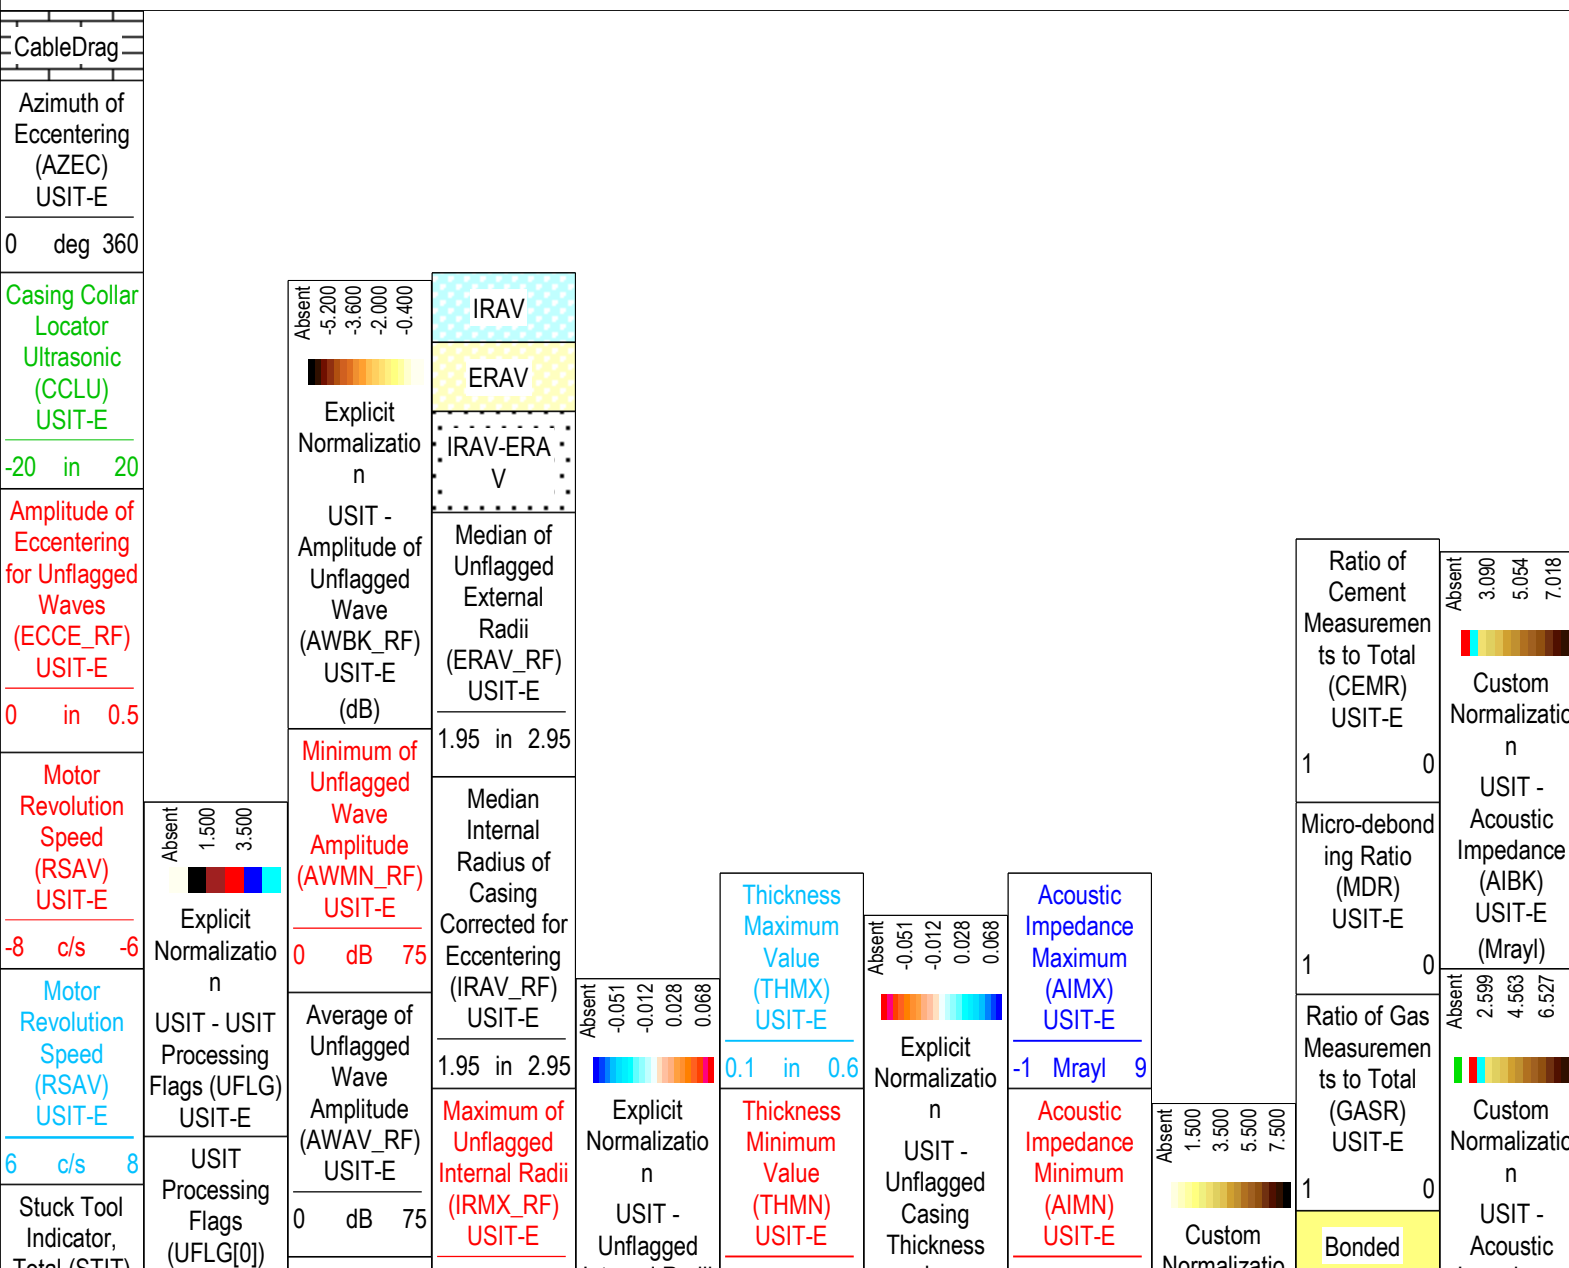 CableDrag
Azimuth of
Eccentering
(AZEC)
USIT-E
0 deg 360
Casing Collar
Locator
Ultrasonic
(CCLU)
USIT-E
-20 in 20
Amplitude of
Eccentering
for Unflagged
Waves
(ECCE_RF)
USIT-E
0 in 0.5
Motor
Revolution
Speed
(RSAV)
USIT-E
-8 c/s -6
Motor
Revolution
Speed
(RSAV)
USIT-E
6 c/s 8
Stuck Tool
Indicator,
Total (STIT)
Absent
1.500
3.500
Explicit
Normalizatio
n
USIT - USIT
Processing
Flags (UFLG)
USIT-E
USIT
Processing
Flags
(UFLG[0])
Absent
-5.200
-3.600
-2.000
-0.400
Explicit
Normalizatio
n
USIT -
Amplitude of
Unflagged
Wave
(AWBK_RF)
USIT-E
(dB)
Minimum of
Unflagged
Wave
Amplitude
(AWMN_RF)
USIT-E
0 dB 75
Average of
Unflagged
Wave
Amplitude
(AWAV_RF)
USIT-E
0 dB 75
IRAV
ERAV
IRAV-ERA
V
Median of
Unflagged
External
Radii
(ERAV_RF)
USIT-E
1.95 in 2.95
Median
Internal
Radius of
Casing
Corrected for
Eccentering
(IRAV_RF)
USIT-E
1.95 in 2.95
Maximum of
Unflagged
Internal Radii
(IRMX_RF)
USIT-E
Absent
-0.051
-0.012
0.028
0.068
Explicit
Normalizatio
n
USIT -
Unflagged
Internal Radii
Thickness
Maximum
Value
(THMX)
USIT-E
0.1 in 0.6
Thickness
Minimum
Value
(THMN)
USIT-E
Absent
-0.051
-0.012
0.028
0.068
Explicit
Normalizatio
n
USIT -
Unflagged
Casing
Thickness
Acoustic
Impedance
Maximum
(AIMX)
USIT-E
-1 Mrayl 9
Acoustic
Impedance
Minimum
(AIMN)
USIT-E
Absent
1.500
3.500
5.500
7.500
Custom
Normalizatio
Ratio of
Cement
Measuremen
ts to Total
(CEMR)
USIT-E
1 0
Micro-debond
ing Ratio
(MDR)
USIT-E
1 0
Ratio of Gas
Measuremen
ts to Total
(GASR)
USIT-E
1 0
Bonded
Absent
3.090
5.054
7.018
Custom
Normalizatio
n
USIT -
Acoustic
Impedance
(AIBK)
USIT-E
(Mrayl)
Absent
2.599
4.563
6.527
Custom
Normalizatio
n
USIT -
Acoustic